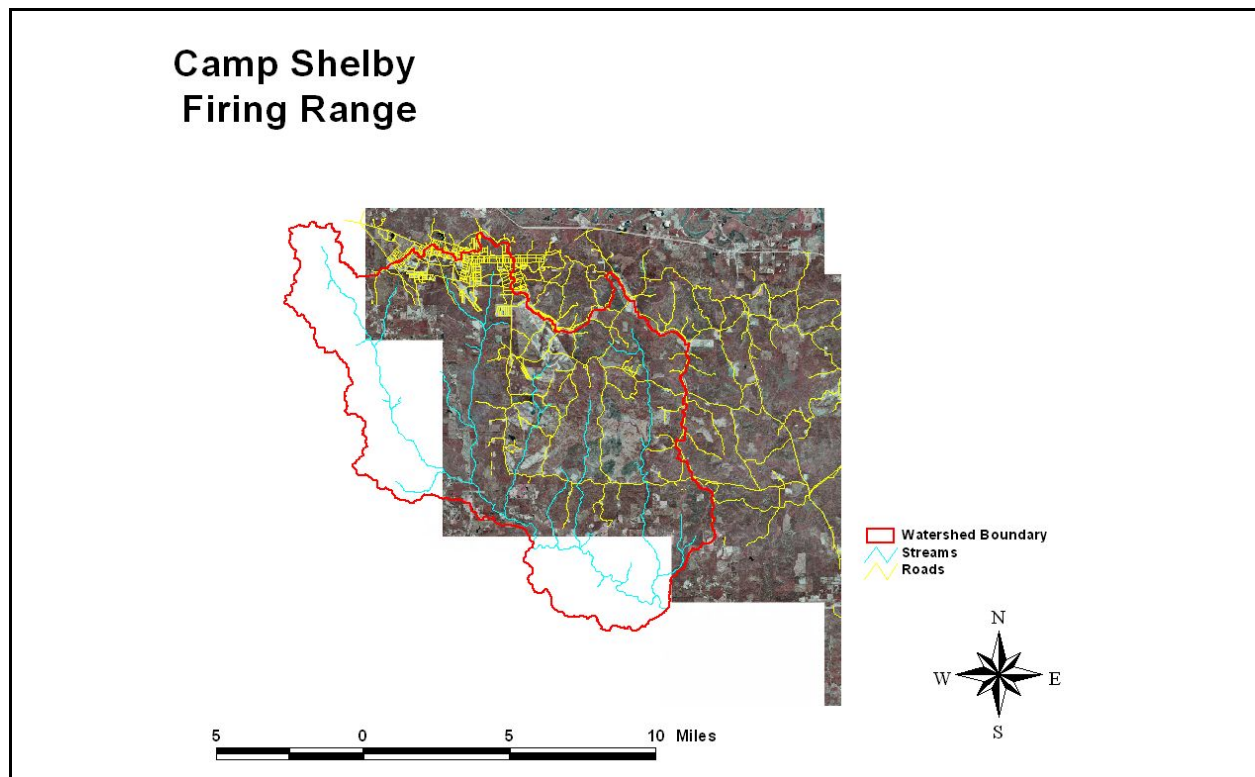 Camp Shelby
Firing Range
Watershed Boundary
Streams
Roads
N
W E
S
5 0 5 10 Miles